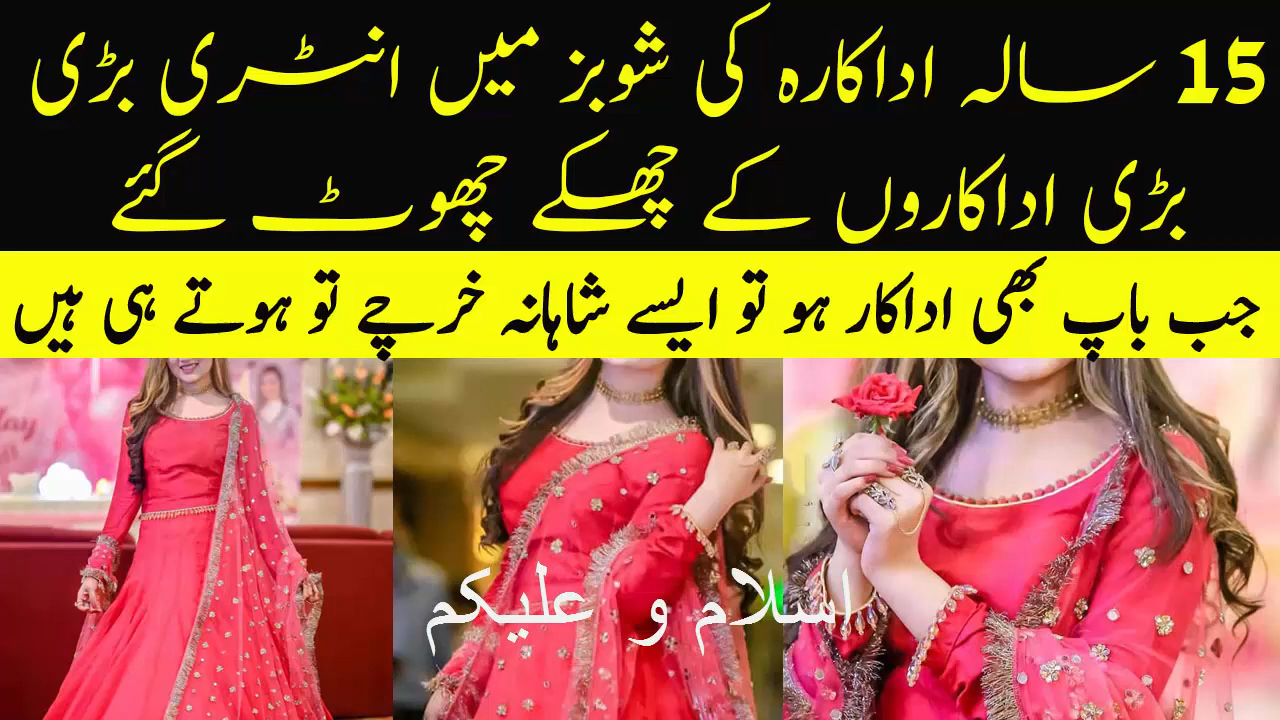 15 سالہ اداکارہ کی شوبز میں انٹری بڑی
بڑی اداکاروں کے چھکے چھوٹ گئے
جب باپ بھی اداکار ہو تو ایسے شاہانہ خرچے تو ہوتے ہی ہیں
اسلام و علیکم